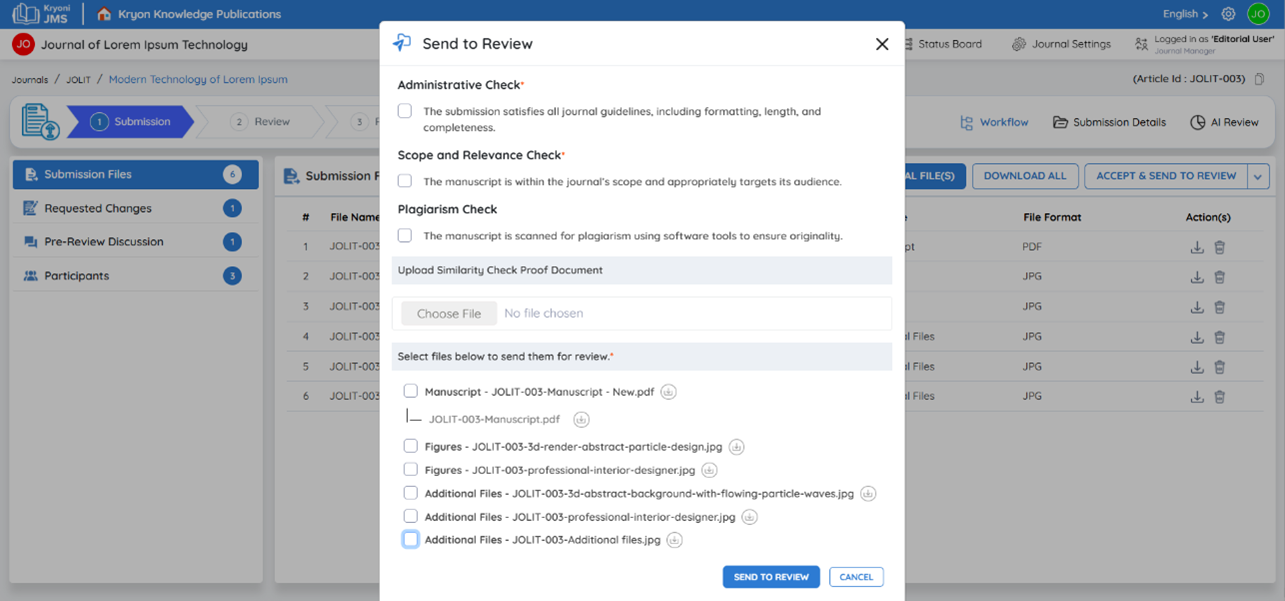 Kryoni
JMS
Kryon Knowledge Publications
English
JO
JO
Journal of Lorem Ipsum Technology
Status Board
Journal Settings
Logged in as 'Editorial User'
Journal Manager
Journals / JOLIT / Modern Technology of Lorem Ipsum
(Article Id : JOLIT-003)
1 Submission
2 Review
3
Workflow
Submission Details
AI Review
Submission Files 6
Requested Changes 1
Pre-Review Discussion 1
Participants 3
Submission F
AL FILE(S)
DOWNLOAD ALL
ACCEPT & SEND TO REVIEW
# File Name File Format Action(s)
1 JOLIT-003 pt PDF
2 JOLIT-003 JPG
3 JOLIT-003 JPG
4 JOLIT-003 al Files JPG
5 JOLIT-003 al Files JPG
6 JOLIT-003 al Files JPG
Send to Review
Administrative Check*
The submission satisfies all journal guidelines, including formatting, length, and
completeness.
Scope and Relevance Check*
The manuscript is within the journal's scope and appropriately targets its audience.
Plagiarism Check
The manuscript is scanned for plagiarism using software tools to ensure originality.
Upload Similarity Check Proof Document
Choose File No file chosen
Select files below to send them for review.*
Manuscript - JOLIT-003-Manuscript - New.pdf
JOLIT-003-Manuscript.pdf
Figures - JOLIT-003-3d-render-abstract-particle-design.jpg
Figures - JOLIT-003-professional-interior-designer.jpg
Additional Files - JOLIT-003-3d-abstract-background-with-flowing-particle-waves.jpg
Additional Files - JOLIT-003-professional-interior-designer.jpg
Additional Files - JOLIT-003-Additional files.jpg
SEND TO REVIEW
CANCEL